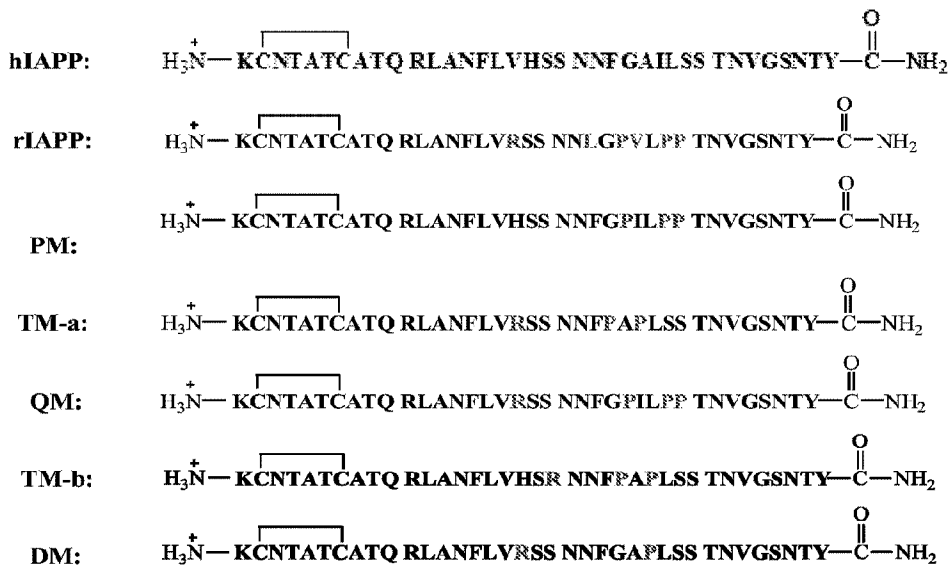 hIAPP: H₃N⁺— KCNTATCATQ RLANFLVHSS NNFGAILSS TNVGSNTY—C(=O)—NH₂
rIAPP: H₃N⁺— KCNTATCATQ RLANFLVRSS NNLGPVLPP TNVGSNTY—C(=O)—NH₂
PM: H₃N⁺— KCNTATCATQ RLANFLVHSS NNFGPILPP TNVGSNTY—C(=O)—NH₂
TM-a: H₃N⁺— KCNTATCATQ RLANFLVRSS NNFPAPLSS TNVGSNTY—C(=O)—NH₂
QM: H₃N⁺— KCNTATCATQ RLANFLVRSS NNFGPILPP TNVGSNTY—C(=O)—NH₂
TM-b: H₃N⁺— KCNTATCATQ RLANFLVHSR NNFPAPLSS TNVGSNTY—C(=O)—NH₂
DM: H₃N⁺— KCNTATCATQ RLANFLVRSS NNFGAPLSS TNVGSNTY—C(=O)—NH₂